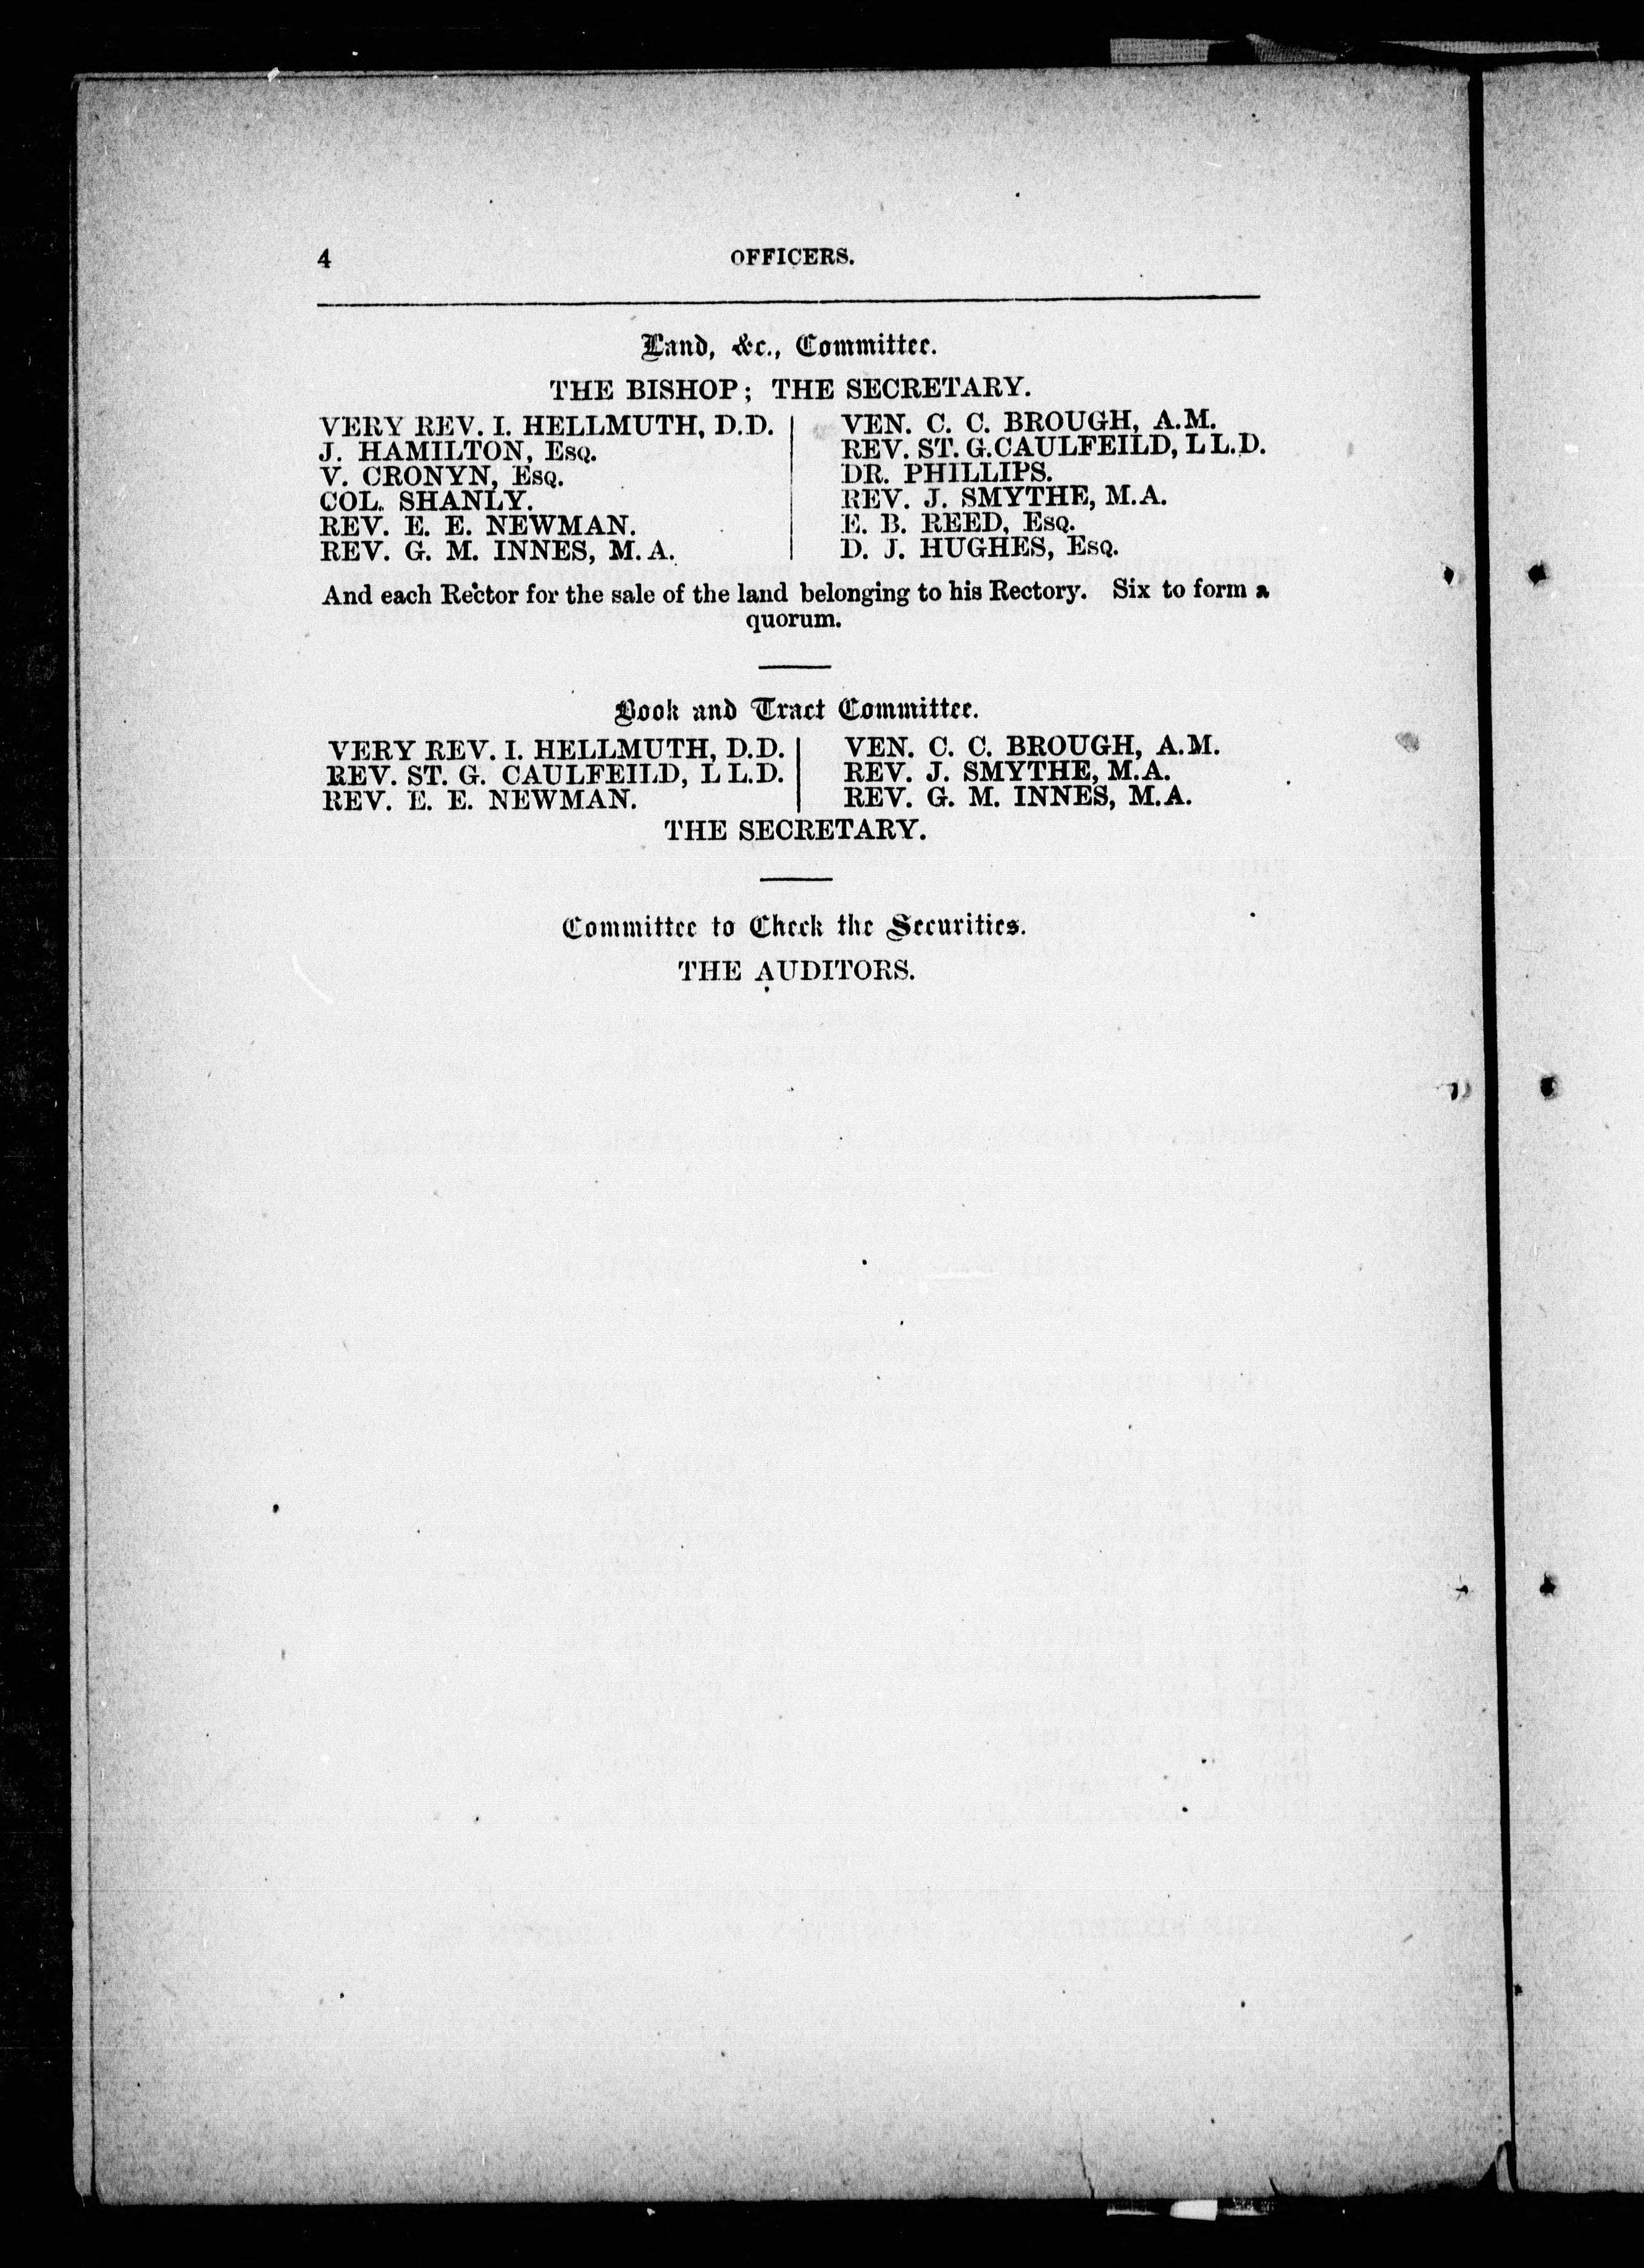 4 OFFICERS.
Land, &c., Committee.
THE BISHOP; THE SECRETARY.
VERY REV. I. HELLMUTH, D.D.
J. HAMILTON, Esq.
V. CRONYN, Esq.
COL. SHANLY.
REV. E. E. NEWMAN.
REV. G. M. INNES, M.A.
VEN. C. C. BROUGH, A.M.
REV. ST. G. CAULFEILD, LL.D.
DR. PHILLIPS.
REV. J. SMYTHE, M.A.
E. B. REED, Esq.
D. J. HUGHES, Esq.
And each Rector for the sale of the land belonging to his Rectory. Six to form a
quorum.
Book and Tract Committee.
VERY REV. I. HELLMUTH, D.D.
REV. ST. G. CAULFEILD, LL.D.
REV. E. E. NEWMAN.
VEN. C. C. BROUGH, A.M.
REV. J. SMYTHE, M.A.
REV. G. M. INNES, M.A.
THE SECRETARY.
Committee to Check the Securities.
THE AUDITORS.